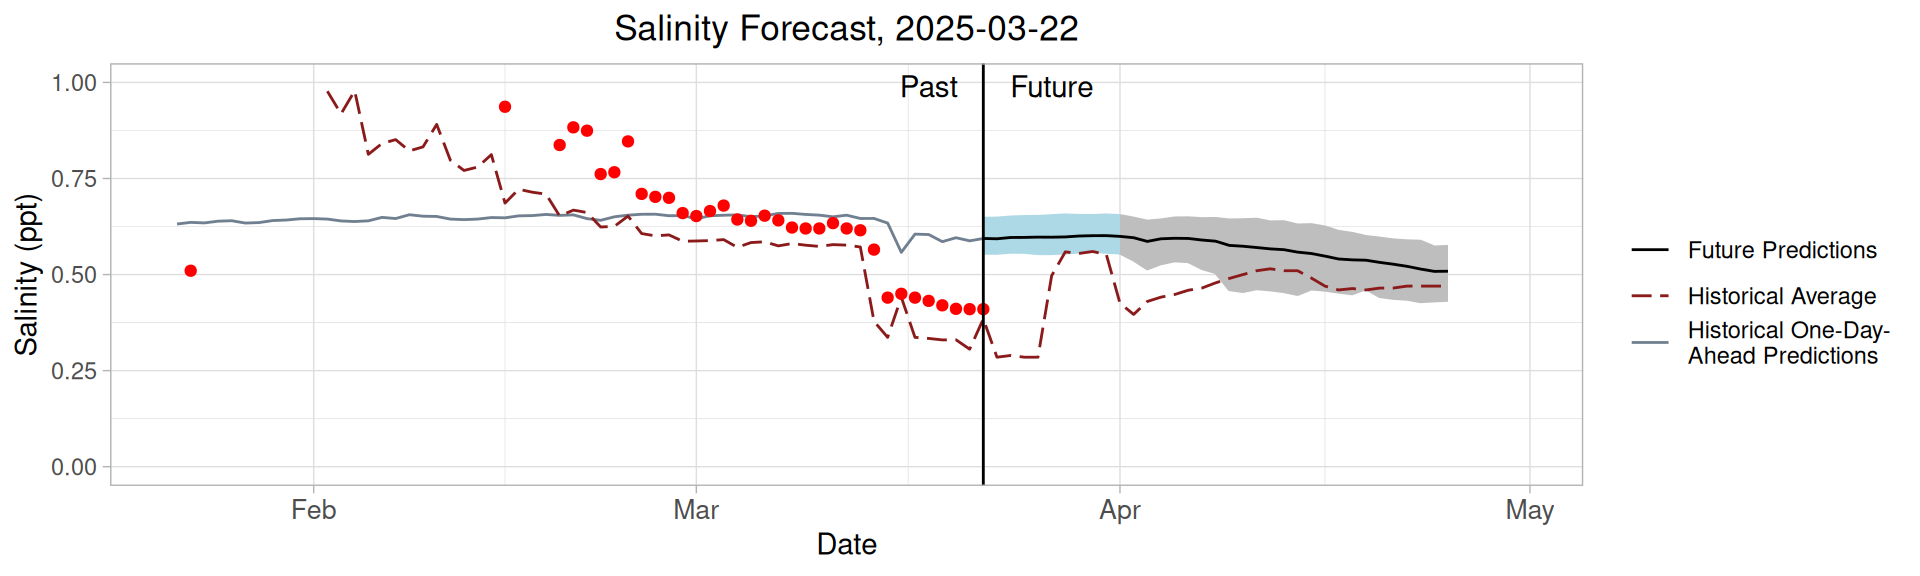 Salinity Forecast, 2025-03-22
Past Future
1.00
0.75
0.50
0.25
0.00
Salinity (ppt)
Feb Mar Apr May
Date
Future Predictions
Historical Average
Historical One-Day-
Ahead Predictions